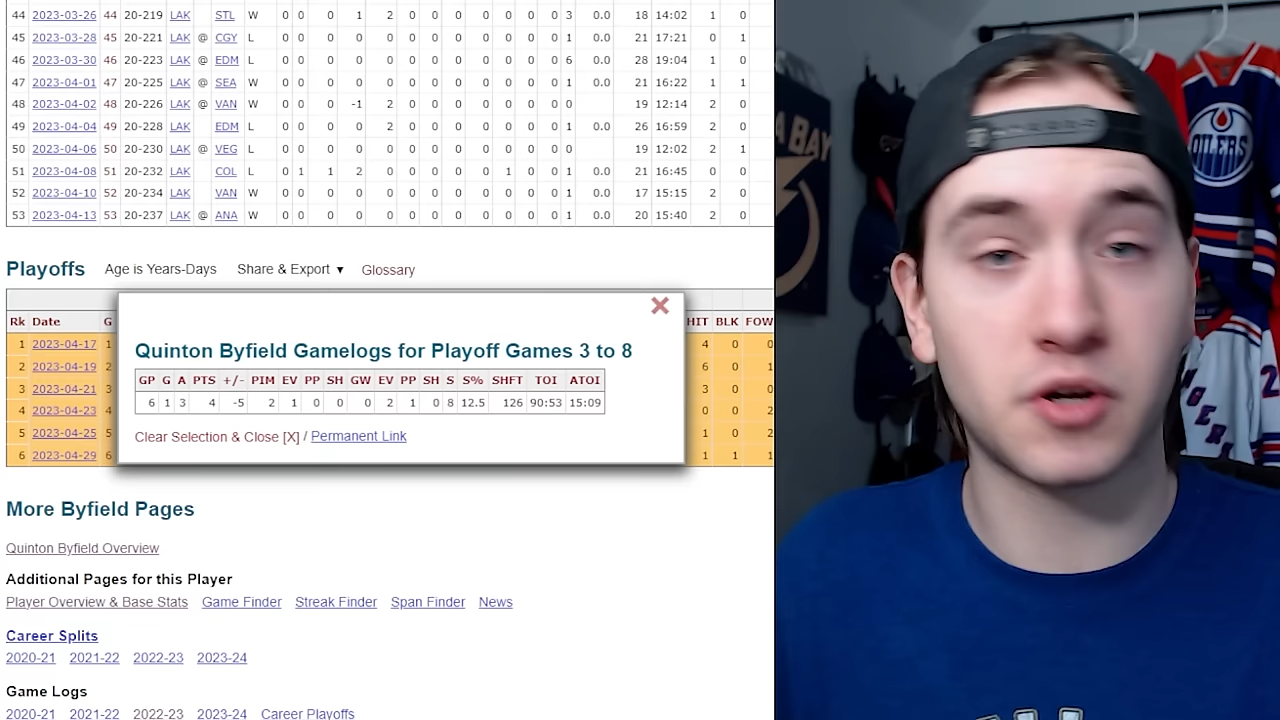 44 2023-03-26 44 20-219 LAK STL W 0 0 0 1 2 0 0 0 0 0 0 0 3 0.0 18 14:02 1 0
45 2023-03-28 45 20-221 LAK @ CGY L 0 0 0 0 0 0 0 0 0 0 0 0 1 0.0 21 17:21 0 1
46 2023-03-30 46 20-223 LAK @ EDM L 0 0 0 0 0 0 0 0 0 0 0 0 6 0.0 28 19:04 1 0
47 2023-04-01 47 20-225 LAK @ SEA W 0 0 0 0 0 0 0 0 0 0 0 0 1 0.0 21 16:22 1 1
48 2023-04-02 48 20-226 LAK @ VAN W 0 0 0 -1 2 0 0 0 0 0 0 0 0 19 12:14 2 0
49 2023-04-04 49 20-228 LAK EDM L 0 0 0 0 2 0 0 0 0 0 0 0 1 0.0 26 16:59 2 0
50 2023-04-06 50 20-230 LAK @ VEG L 0 0 0 0 0 0 0 0 0 0 0 0 0 19 12:02 2 1
51 2023-04-08 51 20-232 LAK COL L 0 1 1 2 0 0 0 0 0 1 0 0 1 0.0 21 16:45 0 0
52 2023-04-10 52 20-234 LAK VAN W 0 0 0 0 0 0 0 0 0 0 0 0 1 0.0 17 15:15 2 0
53 2023-04-13 53 20-237 LAK @ ANA W 0 0 0 0 0 0 0 0 0 0 0 0 1 0.0 20 15:40 2 0
Playoffs Age is Years-Days Share & Export ▼ Glossary
Rk Date G HIT BLK FOW
1 2023-04-17 1 4 0 0
2 2023-04-19 2 6 0 1
3 2023-04-21 3 3 0 0
4 2023-04-23 4 0 0 2
5 2023-04-25 5 1 0 2
6 2023-04-29 6 1 1 1
Quinton Byfield Gamelogs for Playoff Games 3 to 8
GP G A PTS +/- PIM EV PP SH GW EV PP SH S S% SHFT TOI ATOI
6 1 3 4 -5 2 1 0 0 0 2 1 0 8 12.5 126 90:53 15:09
Clear Selection & Close [X] / Permanent Link
More Byfield Pages
Quinton Byfield Overview
Additional Pages for this Player
Player Overview & Base Stats Game Finder Streak Finder Span Finder News
Career Splits
2020-21 2021-22 2022-23 2023-24
Game Logs
2020-21 2021-22 2022-23 2023-24 Career Playoffs
A BAY
OILERS
NGER
2